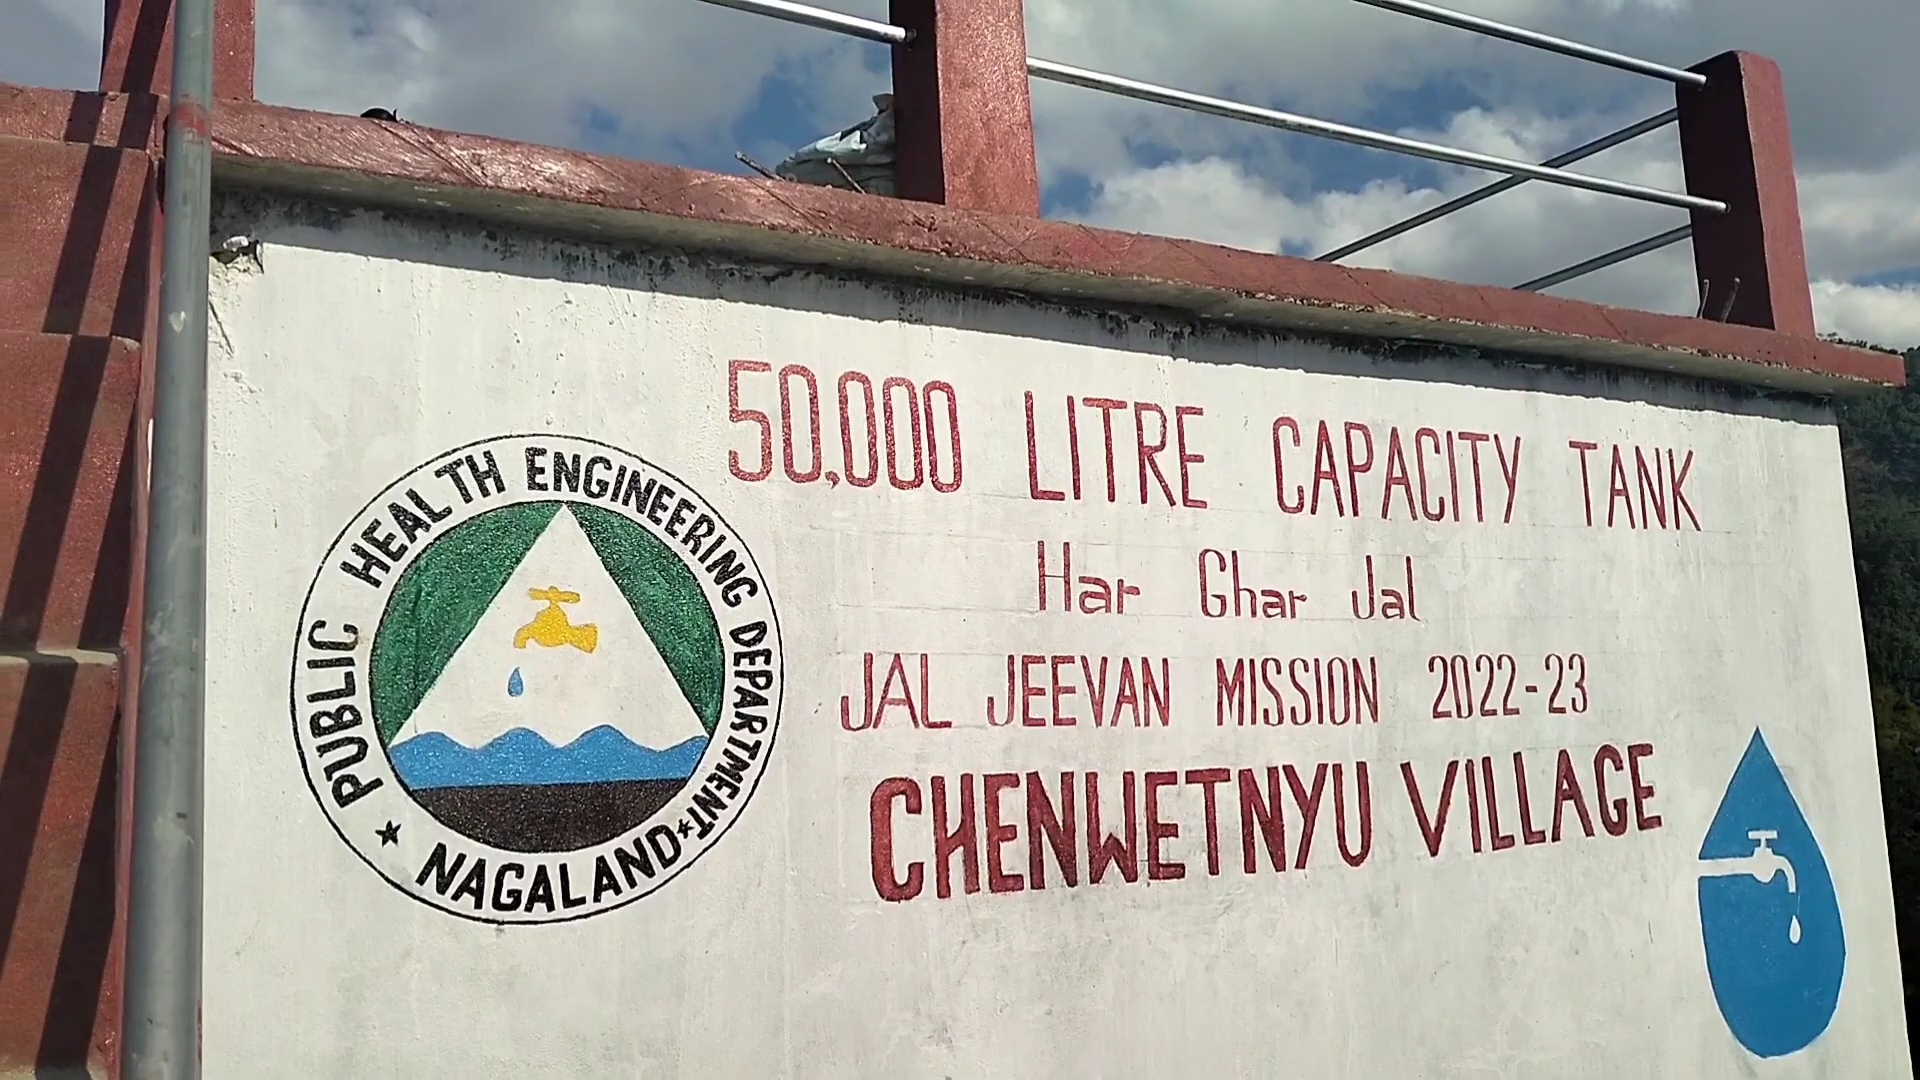 PUBLIC HEALTH ENGINEERING DEPARTMENT
★ NAGALAND ★
50,000 LITRE CAPACITY TANK
Har Ghar Jal
JAL JEEVAN MISSION 2022-23
CHENWETNYU VILLAGE